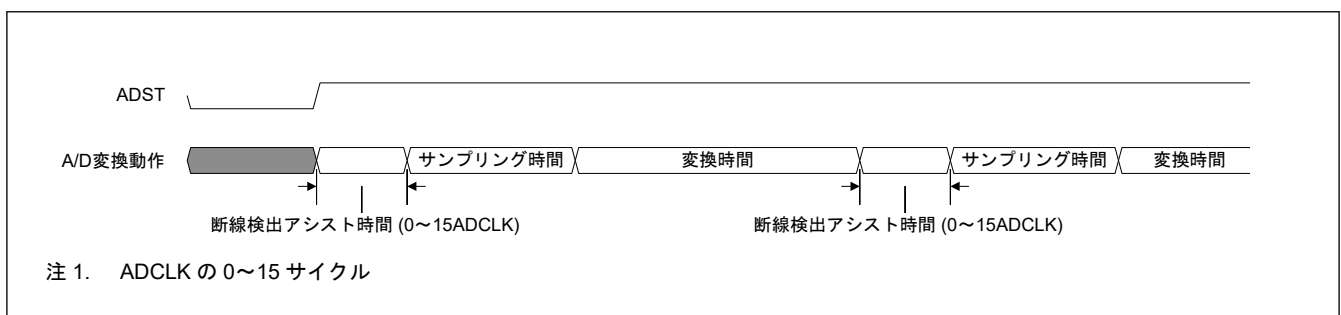 ADST
A/D変換動作
サンプリング時間
変換時間
サンプリング時間
変換時間
断線検出アシスト時間 (0～15ADCLK)
断線検出アシスト時間 (0～15ADCLK)
注 1. ADCLK の 0～15 サイクル